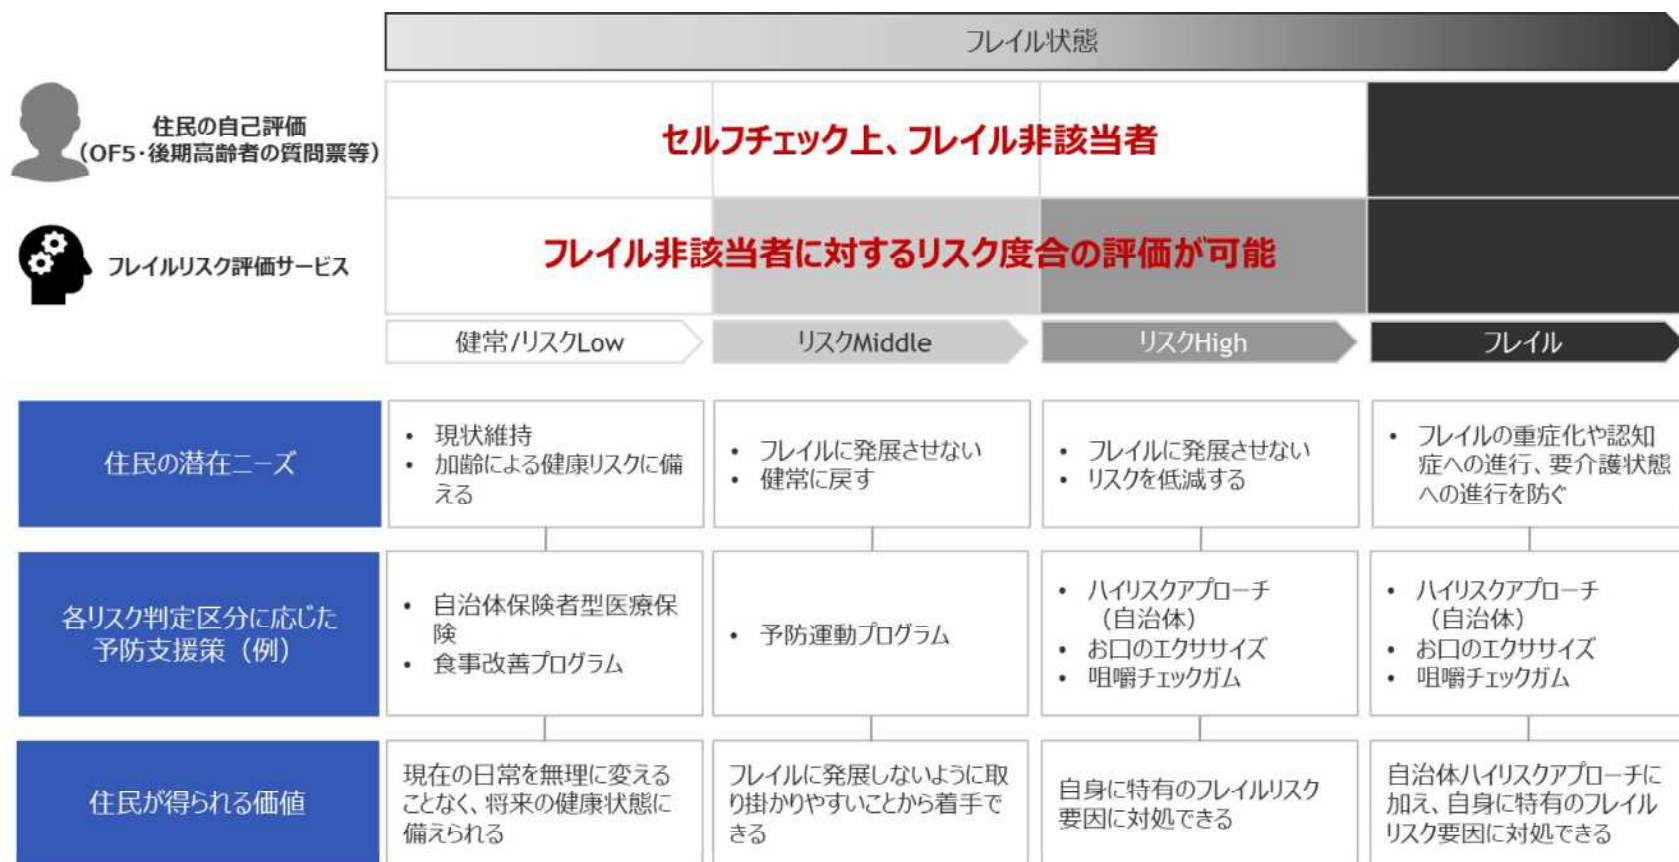 フレイル状態
住民の自己評価
(OF5・後期高齢者の質問票等)
セルフチェック上、フレイル非該当者
フレイルリスク評価サービス
フレイル非該当者に対するリスク度合の評価が可能
健常/リスクLow
リスクMiddle
リスクHigh
フレイル
住民の潜在ニーズ
• 現状維持
• 加齢による健康リスクに備
える
• フレイルに発展させない
• 健常に戻す
• フレイルに発展させない
• リスクを低減する
• フレイルの重症化や認知
症への進行、要介護状態
への進行を防ぐ
各リスク判定区分に応じた
予防支援策（例）
• 自治体保険者型医療保
険
• 食事改善プログラム
• 予防運動プログラム
• ハイリスクアプローチ
（自治体）
• お口のエクササイズ
• 咀嚼チェックガム
• ハイリスクアプローチ
（自治体）
• お口のエクササイズ
• 咀嚼チェックガム
住民が得られる価値
現在の日常を無理に変える
ことなく、将来の健康状態に
備えられる
フレイルに発展しないように取
り掛かりやすいことから着手で
きる
自身に特有のフレイルリスク
要因に対処できる
自治体ハイリスクアプローチに
加え、自身に特有のフレイル
リスク要因に対処できる